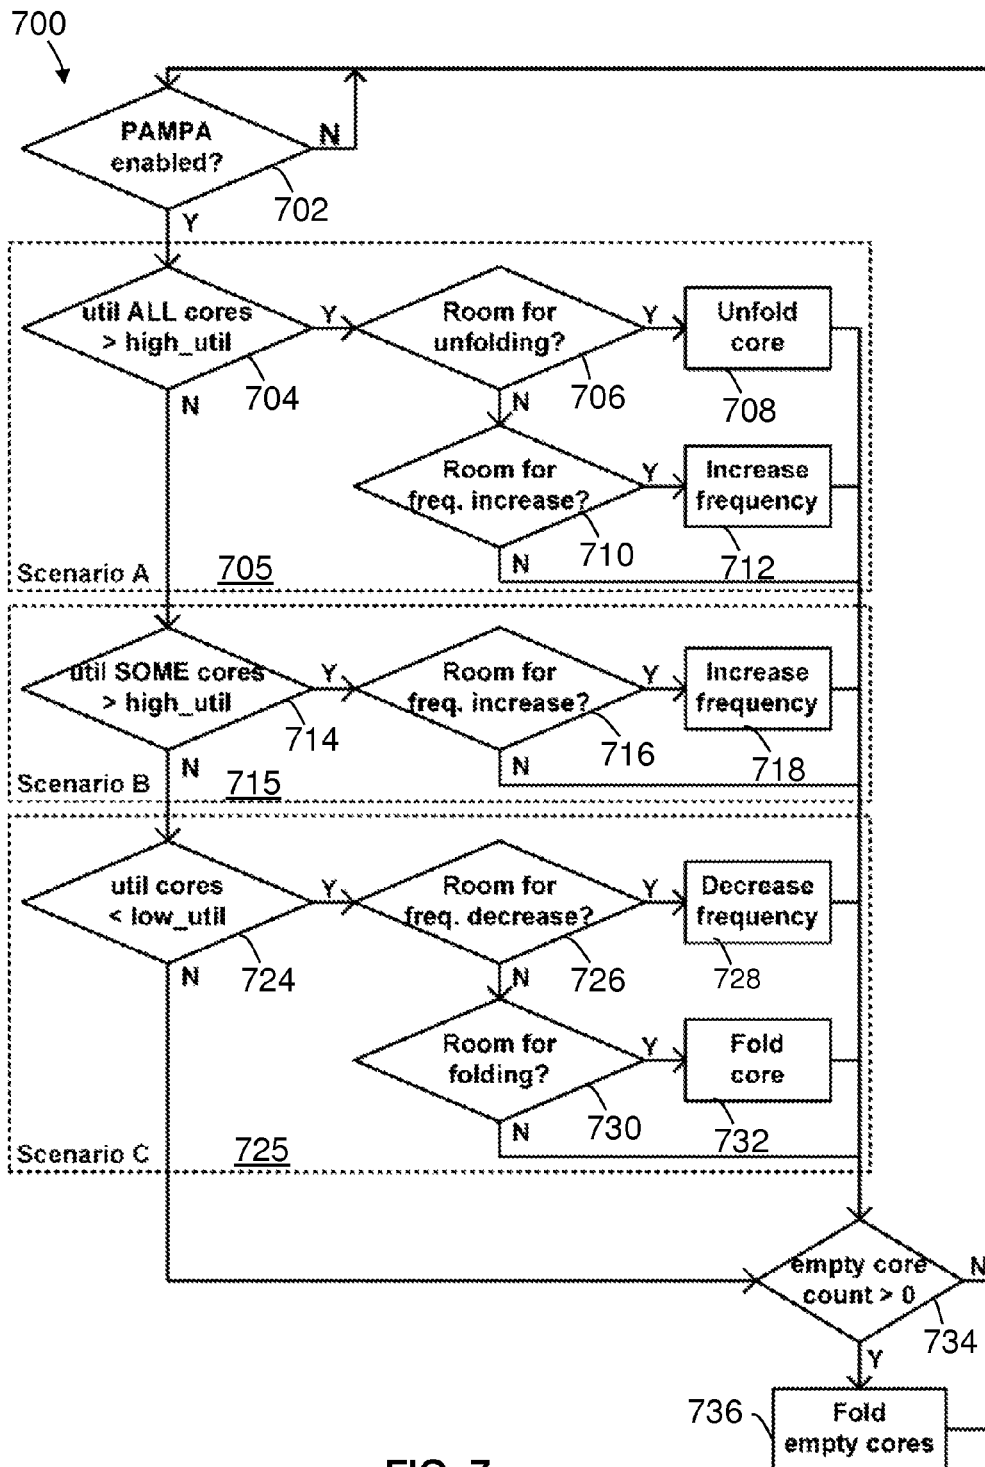 700
PAMPA
enabled?
N
702
Y
util ALL cores
> high_util
Y
704
N
Room for
unfolding?
Y
706
N
Unfold
core
708
Room for
freq. increase?
Y
710
N
Increase
frequency
712
Scenario A
705
util SOME cores
> high_util
Y
714
N
Room for
freq. increase?
Y
716
N
Increase
frequency
718
Scenario B
715
util cores
< low_util
Y
724
N
Room for
freq. decrease?
Y
726
N
Decrease
frequency
728
Room for
folding?
Y
730
N
Fold
core
732
Scenario C
725
empty core
count > 0
N
734
Y
736
Fold
empty cores
FIG. 7